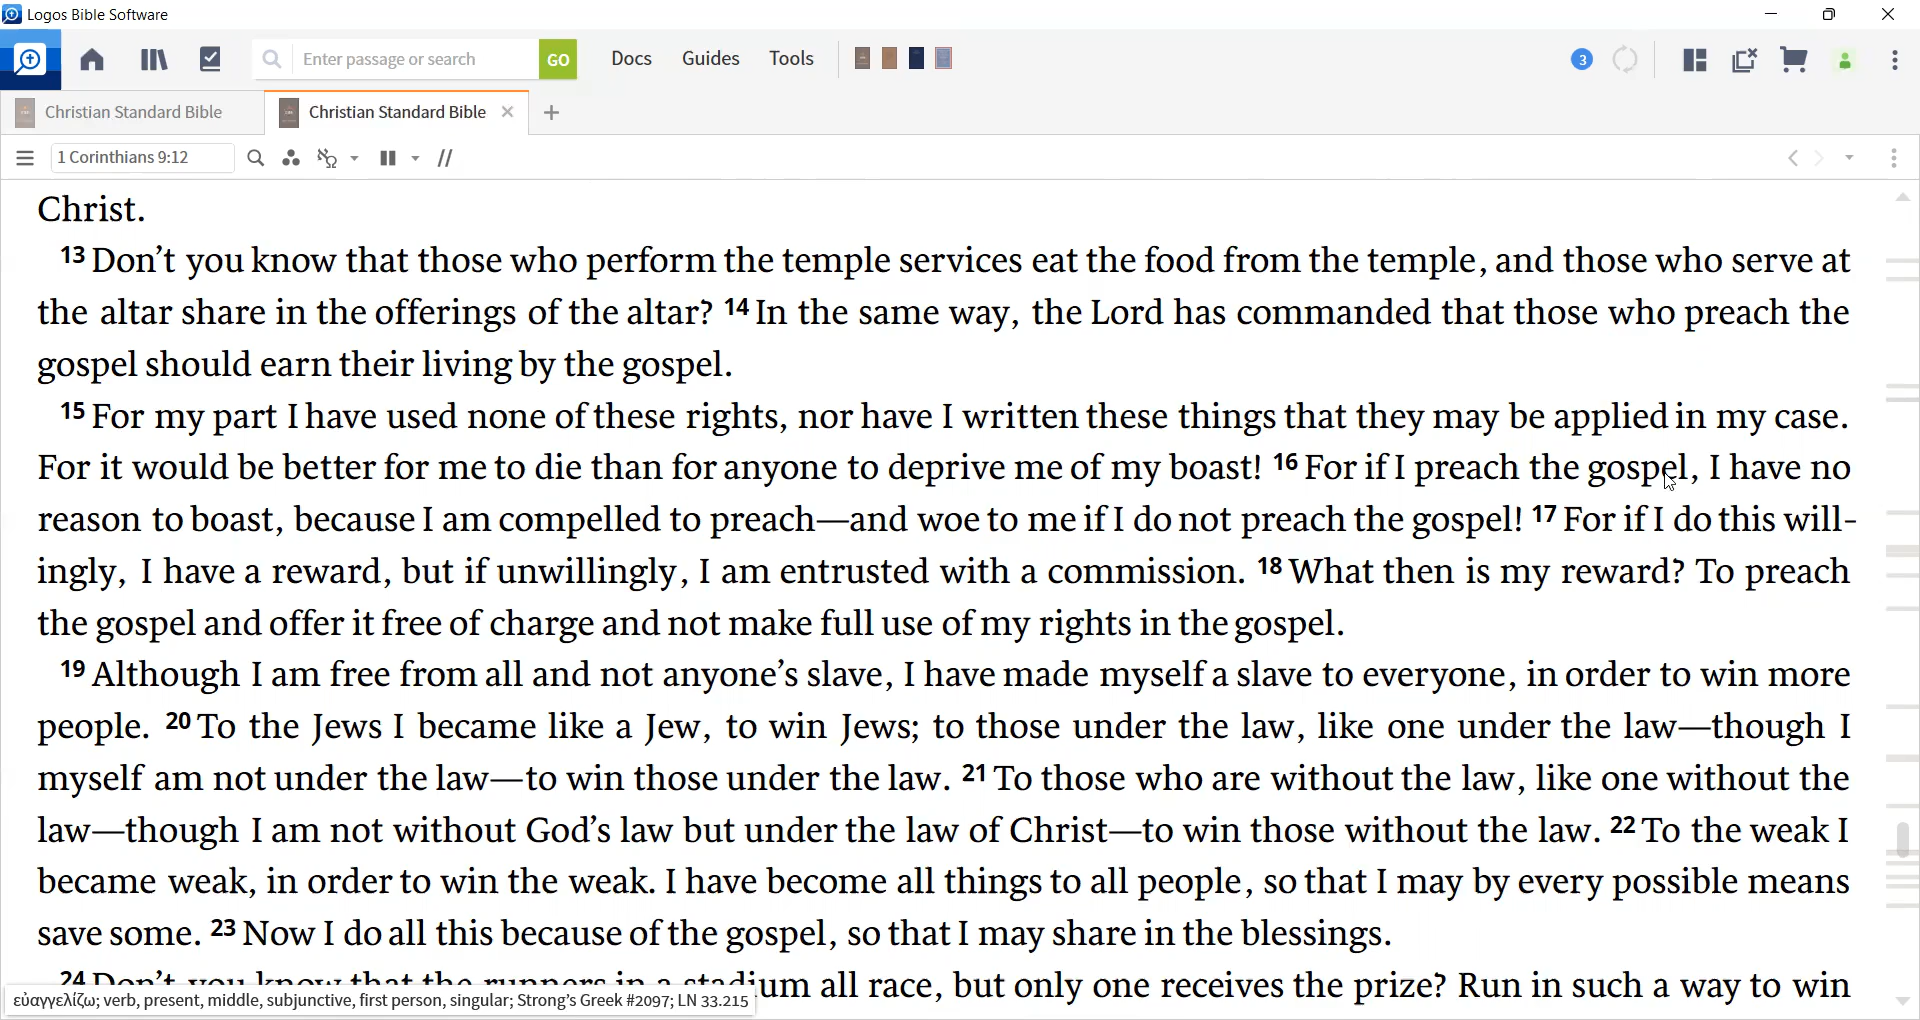 Logos Bible Software
Enter passage or search GO Docs Guides Tools 3
Christian Standard Bible Christian Standard Bible
1 Corinthians 9:12
Christ.
13 Don’t you know that those who perform the temple services eat the food from the temple, and those who serve at
the altar share in the offerings of the altar? 14 In the same way, the Lord has commanded that those who preach the
gospel should earn their living by the gospel.
15 For my part I have used none of these rights, nor have I written these things that they may be applied in my case.
For it would be better for me to die than for anyone to deprive me of my boast! 16 For if I preach the gospel, I have no
reason to boast, because I am compelled to preach—and woe to me if I do not preach the gospel! 17 For if I do this will-
ingly, I have a reward, but if unwillingly, I am entrusted with a commission. 18 What then is my reward? To preach
the gospel and offer it free of charge and not make full use of my rights in the gospel.
19 Although I am free from all and not anyone’s slave, I have made myself a slave to everyone, in order to win more
people. 20 To the Jews I became like a Jew, to win Jews; to those under the law, like one under the law—though I
myself am not under the law—to win those under the law. 21 To those who are without the law, like one without the
law—though I am not without God’s law but under the law of Christ—to win those without the law. 22 To the weak I
became weak, in order to win the weak. I have become all things to all people, so that I may by every possible means
save some. 23 Now I do all this because of the gospel, so that I may share in the blessings.
24 Don’t you know that the runners in a stadium all race, but only one receives the prize? Run in such a way to win
εὐαγγελίζω; verb, present, middle, subjunctive, first person, singular; Strong’s Greek #2097; LN 33.215